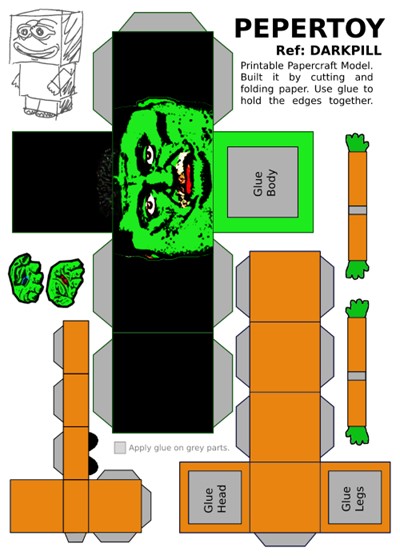 PEPERTOY
Ref: DARKPILL
Printable Papercraft Model.
Built it by cutting and
folding paper. Use glue to
hold the edges together.
Glue
Body
Apply glue on grey parts.
Glue
Head
Glue
Legs